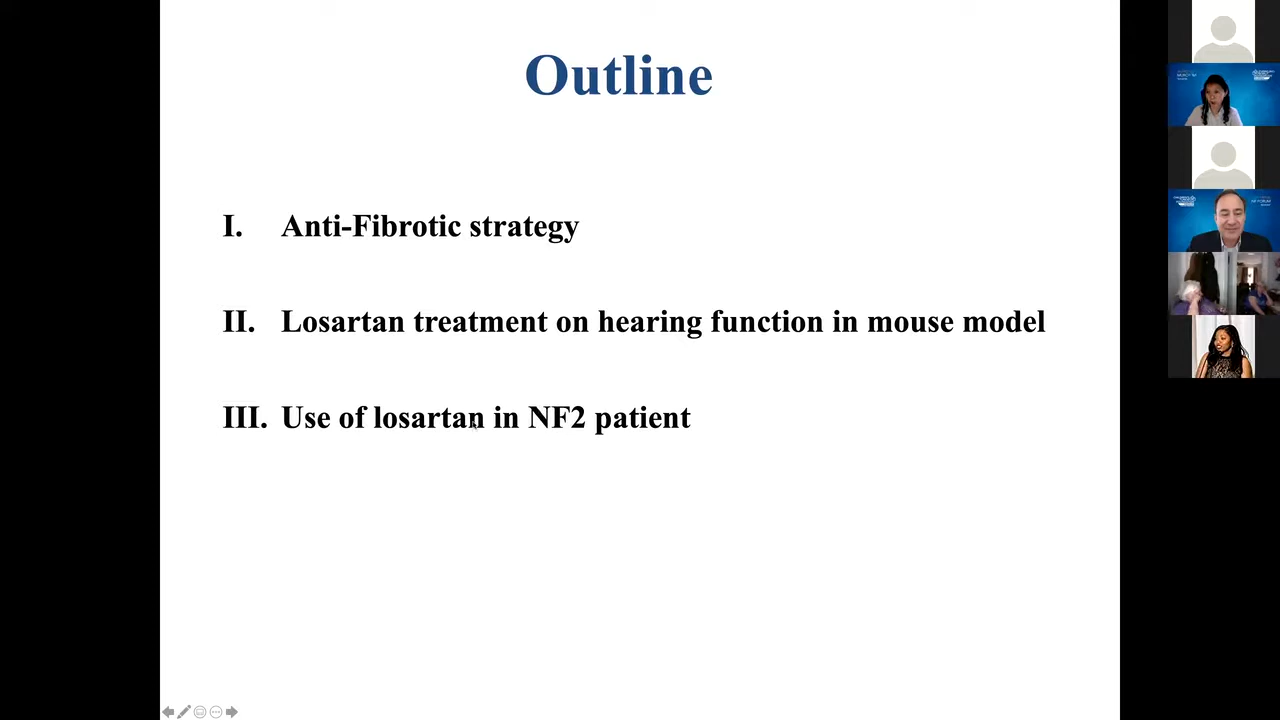 Outline
I. Anti-Fibrotic strategy
II. Losartan treatment on hearing function in mouse model
III. Use of losartan in NF2 patient